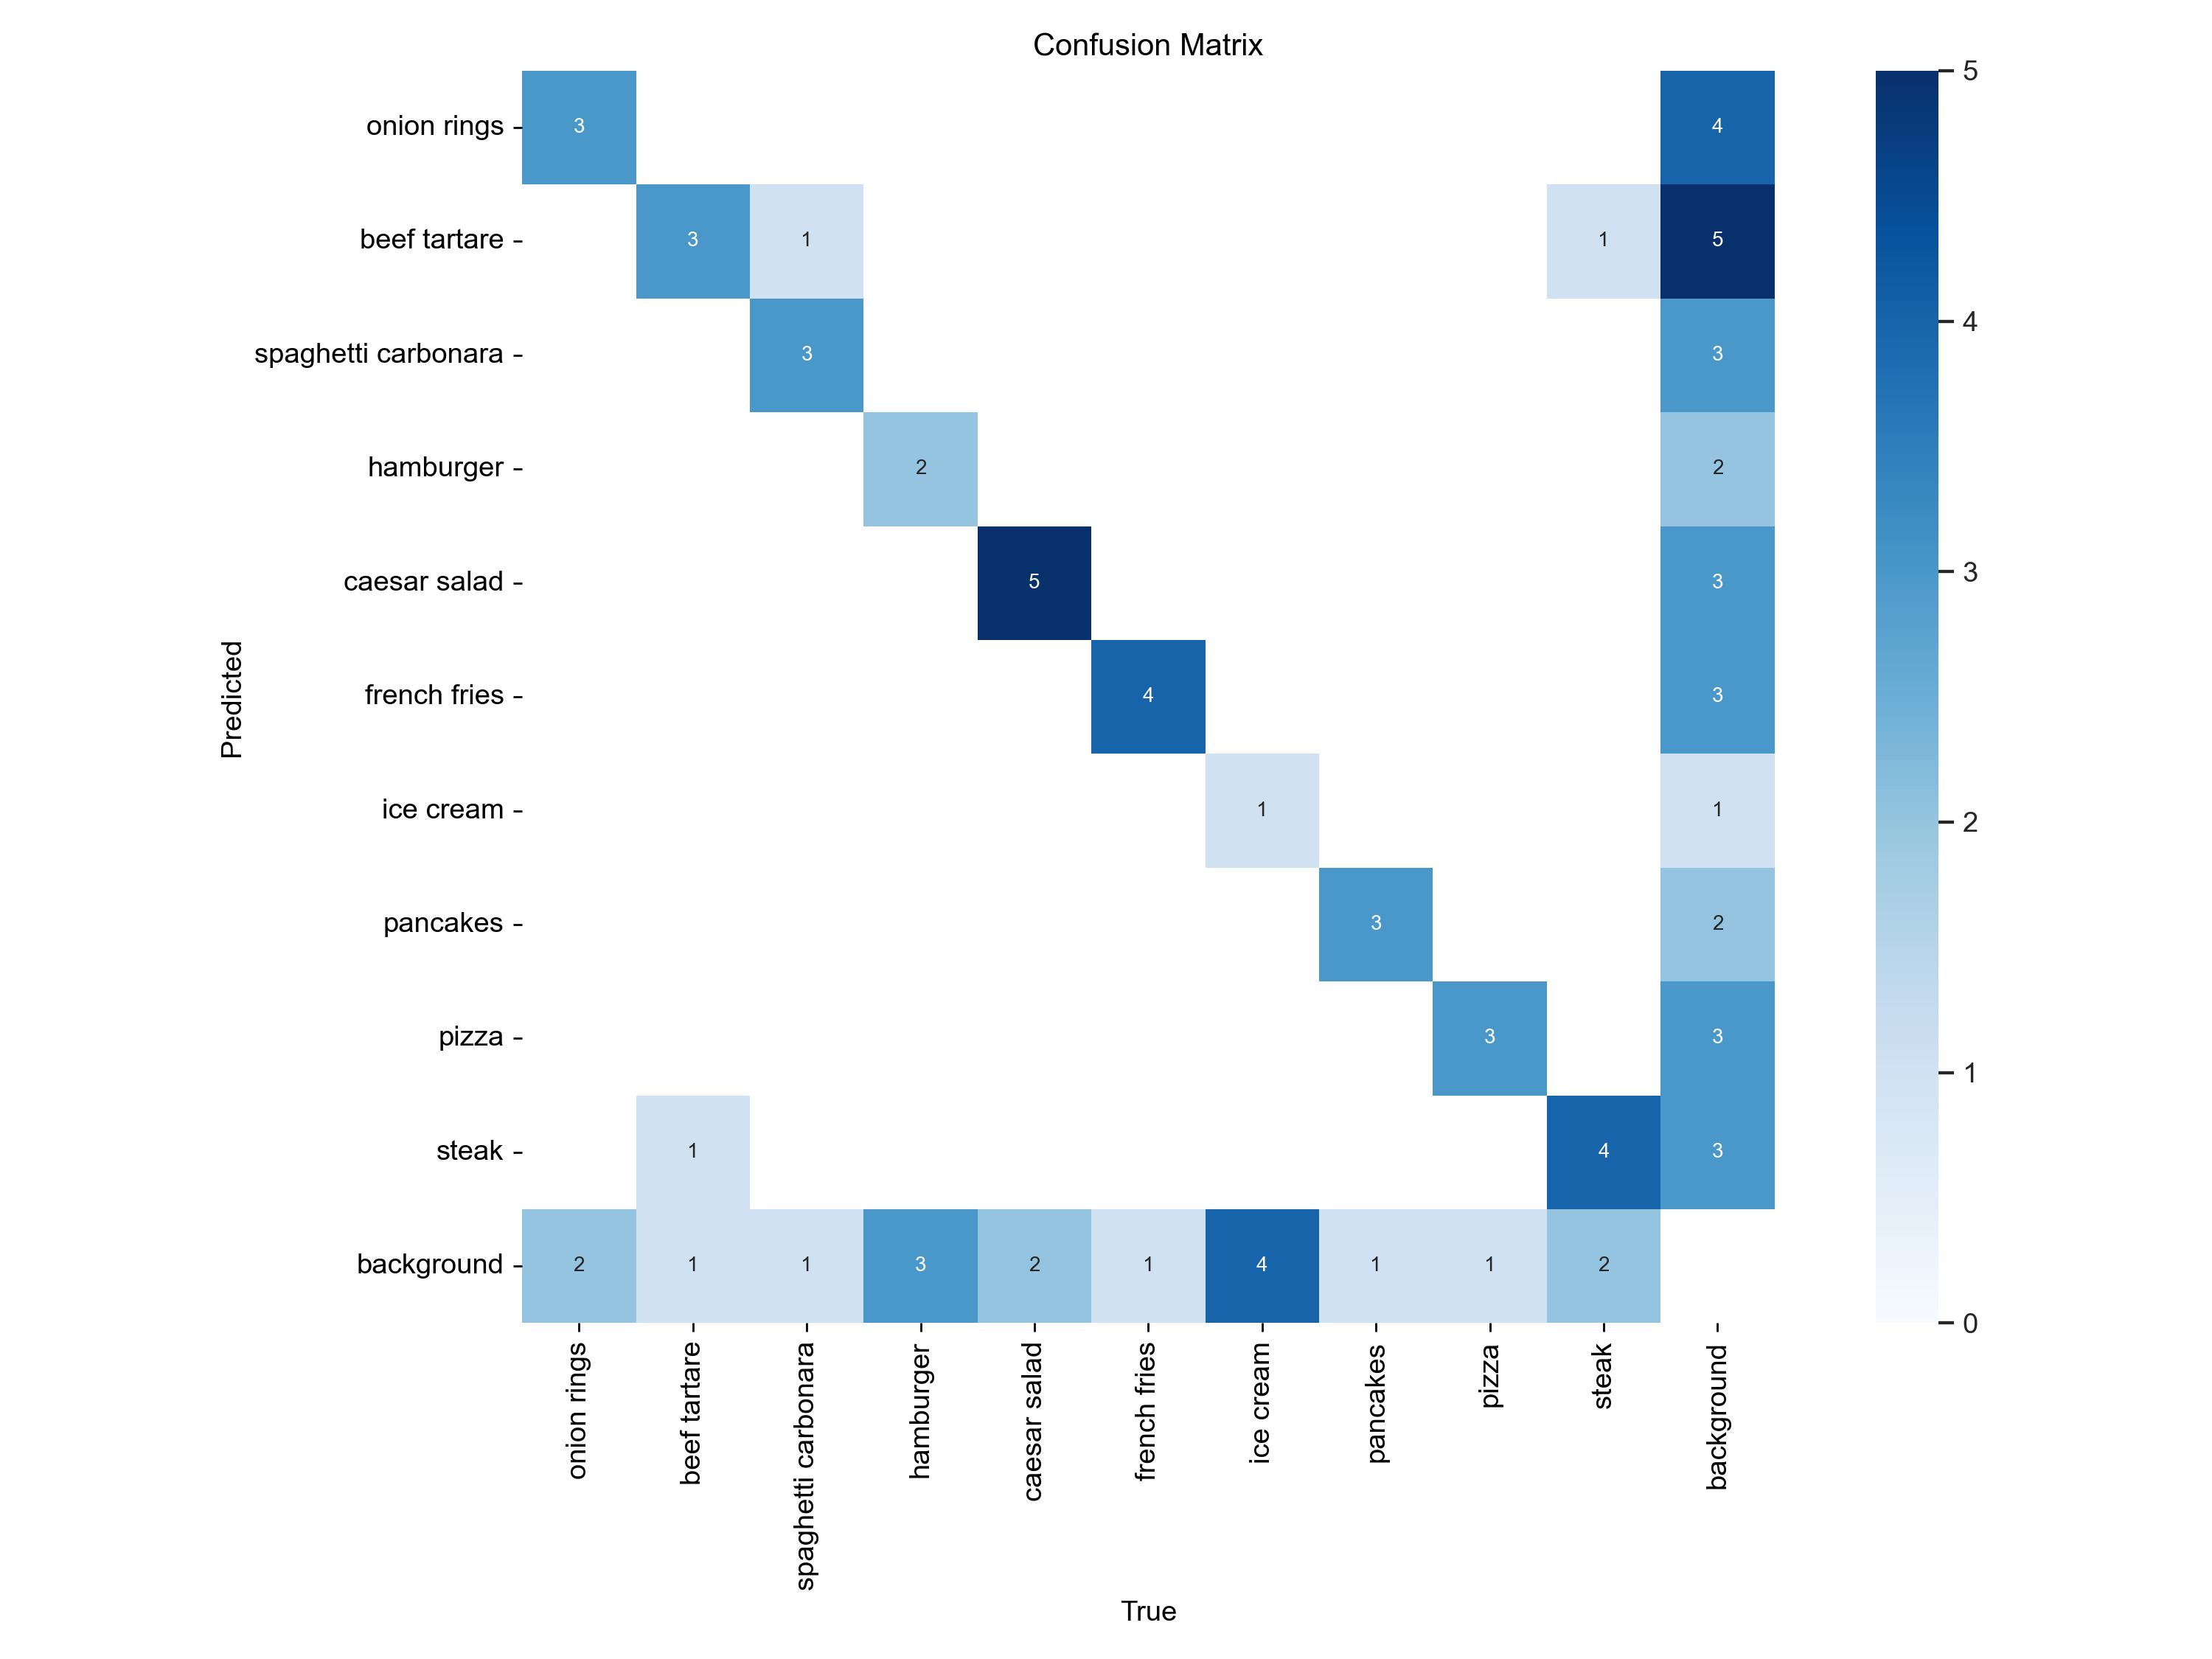 Confusion Matrix
onion rings 3 4
beef tartare 3 1 1 5
spaghetti carbonara 3 3
hamburger 2 2
caesar salad 5 3
french fries 4 3
ice cream 1 1
pancakes 3 2
pizza 3 3
steak 1 4 3
background 2 1 1 3 2 1 4 1 1 2
Predicted
onion rings
beef tartare
spaghetti carbonara
hamburger
caesar salad
french fries
ice cream
pancakes
pizza
steak
background
True
5
4
3
2
1
0